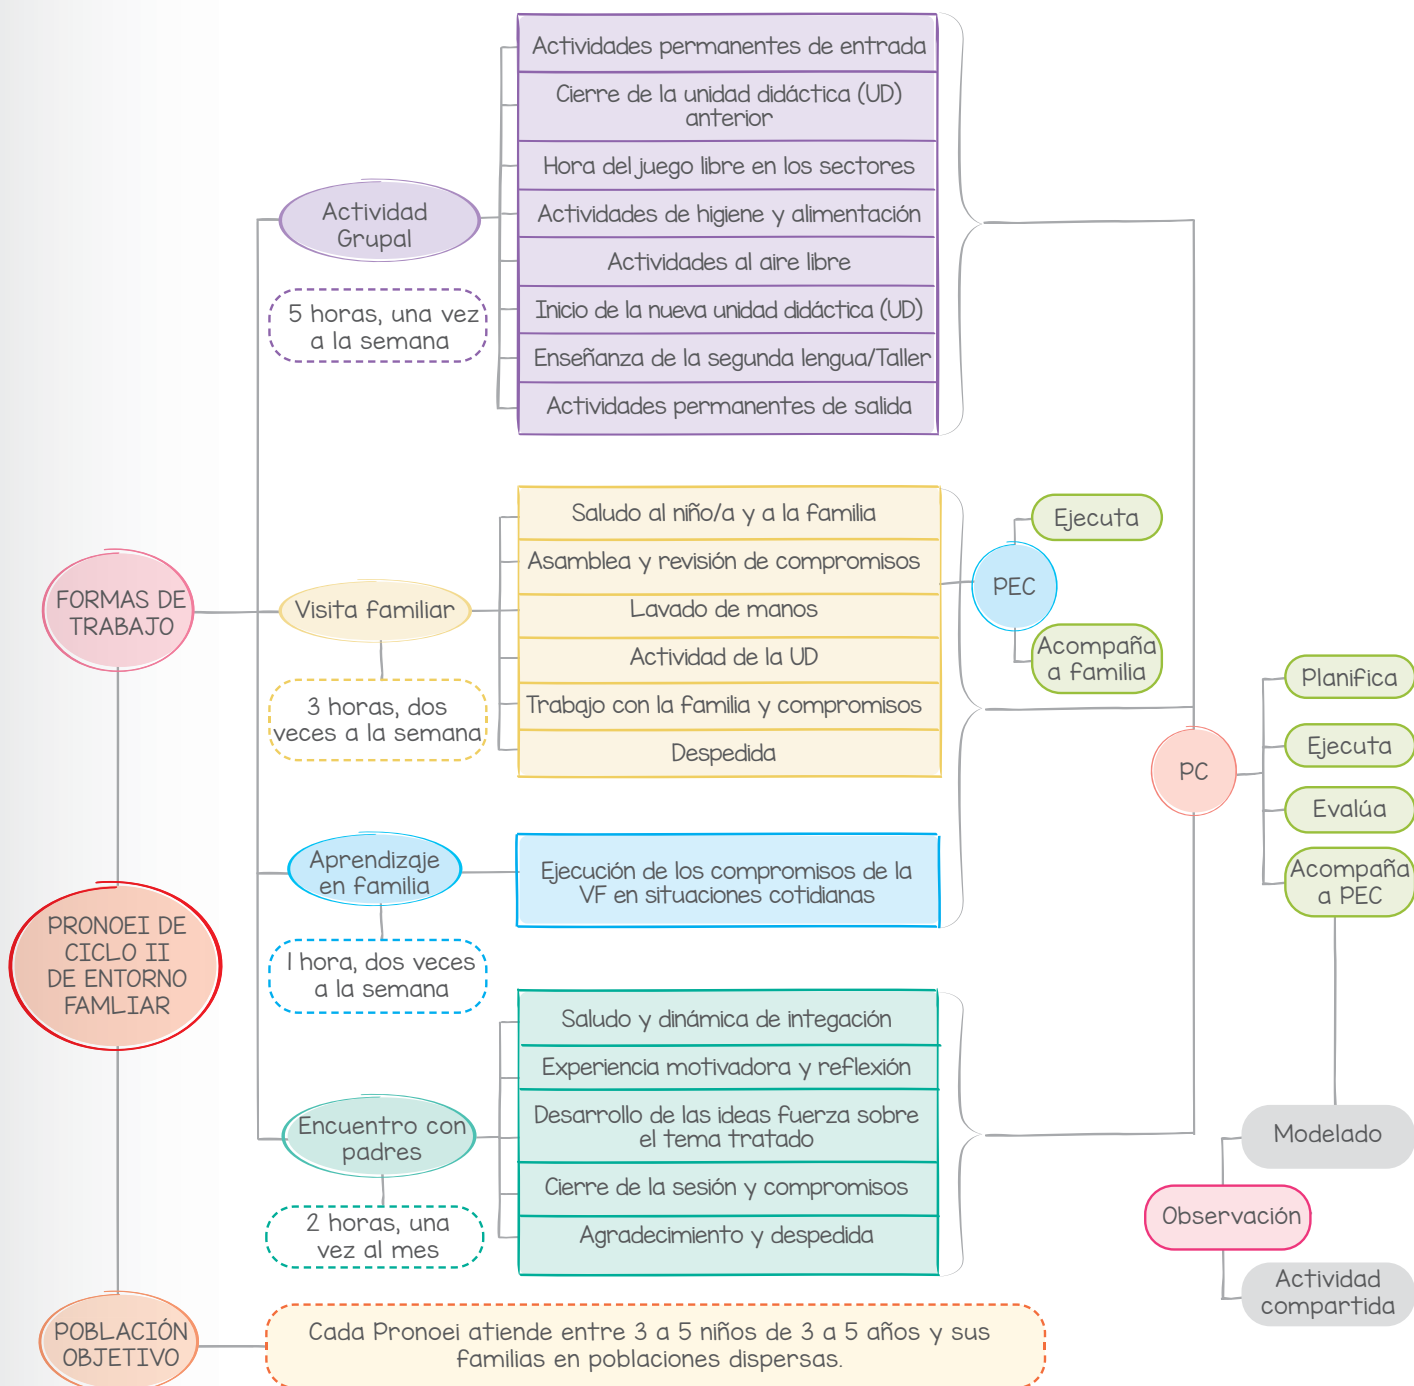 Actividades permanentes de entrada
Cierre de la unidad didáctica (UD)
anterior
Hora del juego libre en los sectores
Actividad
Grupal
Actividades de higiene y alimentación
Actividades al aire libre
5 horas, una vez
a la semana
Inicio de la nueva unidad didáctica (UD)
Enseñanza de la segunda lengua/Taller
Actividades permanentes de salida
Saludo al niño/a y a la familia
Asamblea y revisión de compromisos
Lavado de manos
Actividad de la UD
Trabajo con la familia y compromisos
Despedida
Ejecuta
PEC
Acompaña
a familia
FORMAS DE
TRABAJO
Visita familiar
3 horas, dos
veces a la semana
Planifica
Ejecuta
PC
Evalúa
Acompaña
a PEC
Aprendizaje
en familia
Ejecución de los compromisos de la
VF en situaciones cotidianas
1 hora, dos veces
a la semana
PRONOEI DE
CICLO II
DE ENTORNO
FAMLIAR
Saludo y dinámica de integación
Experiencia motivadora y reflexión
Desarrollo de las ideas fuerza sobre
el tema tratado
Cierre de la sesión y compromisos
Agradecimiento y despedida
Encuentro con
padres
2 horas, una
vez al mes
Modelado
Observación
Actividad
compartida
POBLACIÓN
OBJETIVO
Cada Pronoei atiende entre 3 a 5 niños de 3 a 5 años y sus
familias en poblaciones dispersas.